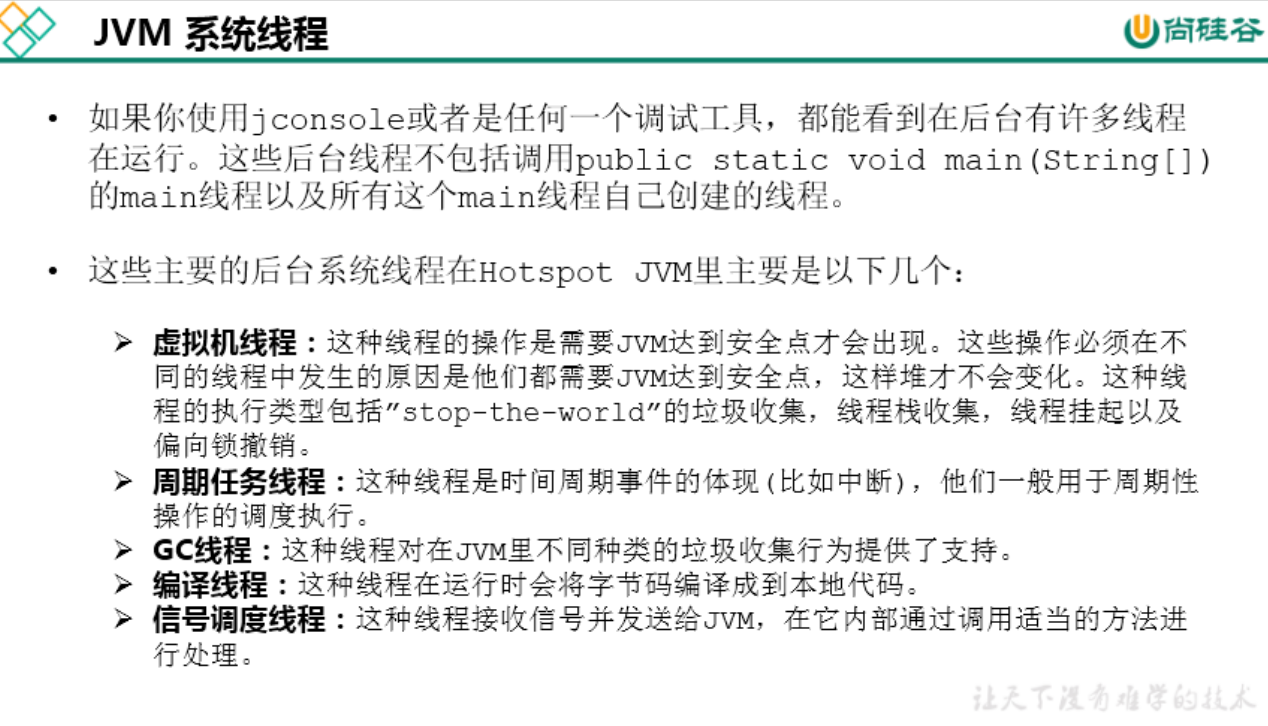 JVM 系统线程
尚硅谷
• 如果你使用jconsole或者是任何一个调试工具，都能看到在后台有许多线程
在运行。这些后台线程不包括调用public static void main(String[])
的main线程以及所有这个main线程自己创建的线程。
• 这些主要的后台系统线程在Hotspot JVM里主要是以下几个：
➢ 虚拟机线程：这种线程的操作是需要JVM达到安全点才会出现。这些操作必须在不
同的线程中发生的原因是他们都需要JVM达到安全点，这样堆才不会变化。这种线
程的执行类型包括”stop-the-world”的垃圾收集，线程栈收集，线程挂起以及
偏向锁撤销。
➢ 周期任务线程：这种线程是时间周期事件的体现(比如中断)，他们一般用于周期性
操作的调度执行。
➢ GC线程：这种线程对在JVM里不同种类的垃圾收集行为提供了支持。
➢ 编译线程：这种线程在运行时会将字节码编译成到本地代码。
➢ 信号调度线程：这种线程接收信号并发送给JVM，在它内部通过调用适当的方法进
行处理。
让天下没有难学的技术